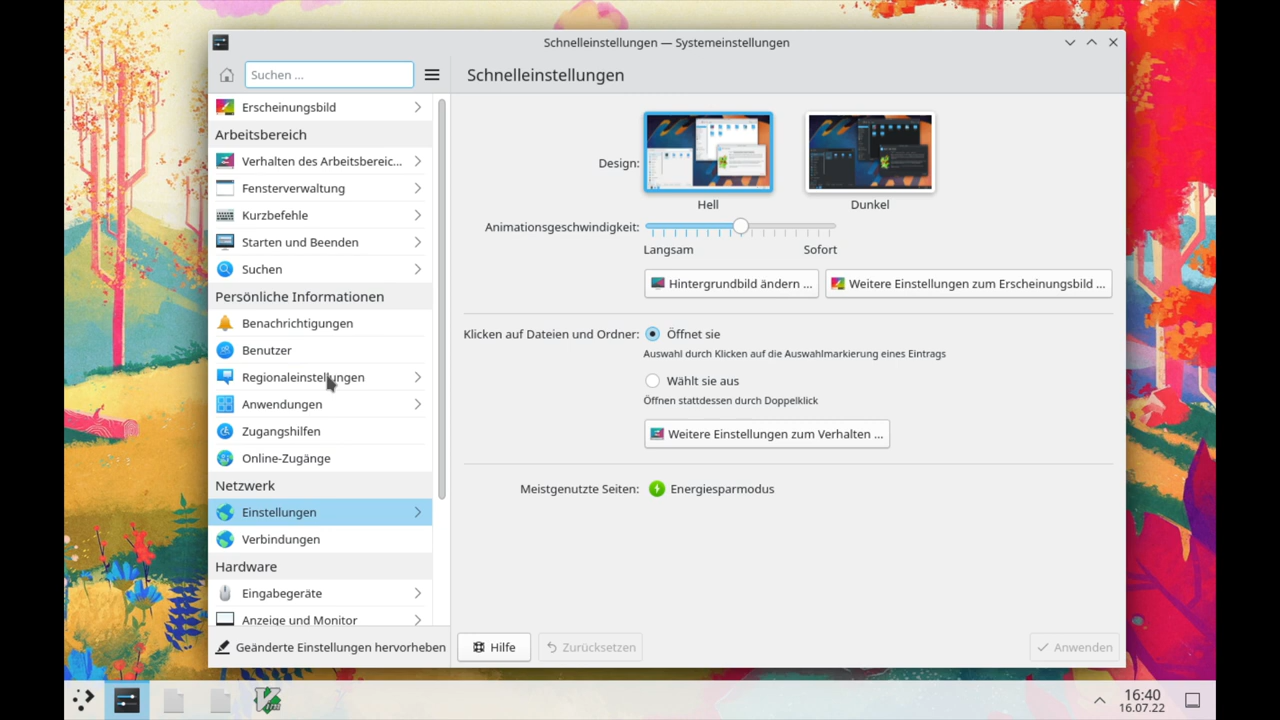 Schnelleinstellungen — Systemeinstellungen
Suchen ...
Schnelleinstellungen
Erscheinungsbild
Arbeitsbereich
Verhalten des Arbeitsbereic...
Fensterverwaltung
Kurzbefehle
Starten und Beenden
Suchen
Persönliche Informationen
Benachrichtigungen
Benutzer
Regionaleinstellungen
Anwendungen
Zugangshilfen
Online-Zugänge
Netzwerk
Einstellungen
Verbindungen
Hardware
Eingabegeräte
Anzeige und Monitor
Geänderte Einstellungen hervorheben
Design:
Hell
Dunkel
Animationsgeschwindigkeit:
Langsam
Sofort
Hintergrundbild ändern ...
Weitere Einstellungen zum Erscheinungsbild ...
Klicken auf Dateien und Ordner:
Öffnet sie
Auswahl durch Klicken auf die Auswahlmarkierung eines Eintrags
Wählt sie aus
Öffnen stattdessen durch Doppelklick
Weitere Einstellungen zum Verhalten ...
Meistgenutzte Seiten:
Energiesparmodus
Hilfe
Zurücksetzen
Anwenden
16:40
16.07.22